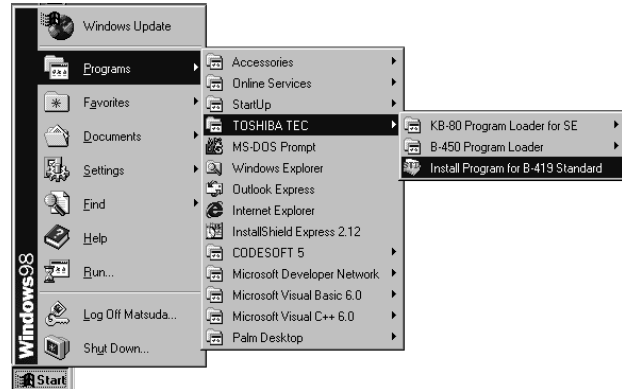 Windows Update
Programs
Favorites
Documents
Settings
Find
Help
Run...
Log Off Matsuda...
Shut Down...
Windows98
Start
Accessories
Online Services
StartUp
TOSHIBA TEC
MS-DOS Prompt
Windows Explorer
Outlook Express
Internet Explorer
InstallShield Express 2.12
CODESOFT 5
Microsoft Developer Network
Microsoft Visual Basic 6.0
Microsoft Visual C++ 6.0
Palm Desktop
KB-80 Program Loader for SE
B-450 Program Loader
Install Program for B-419 Standard